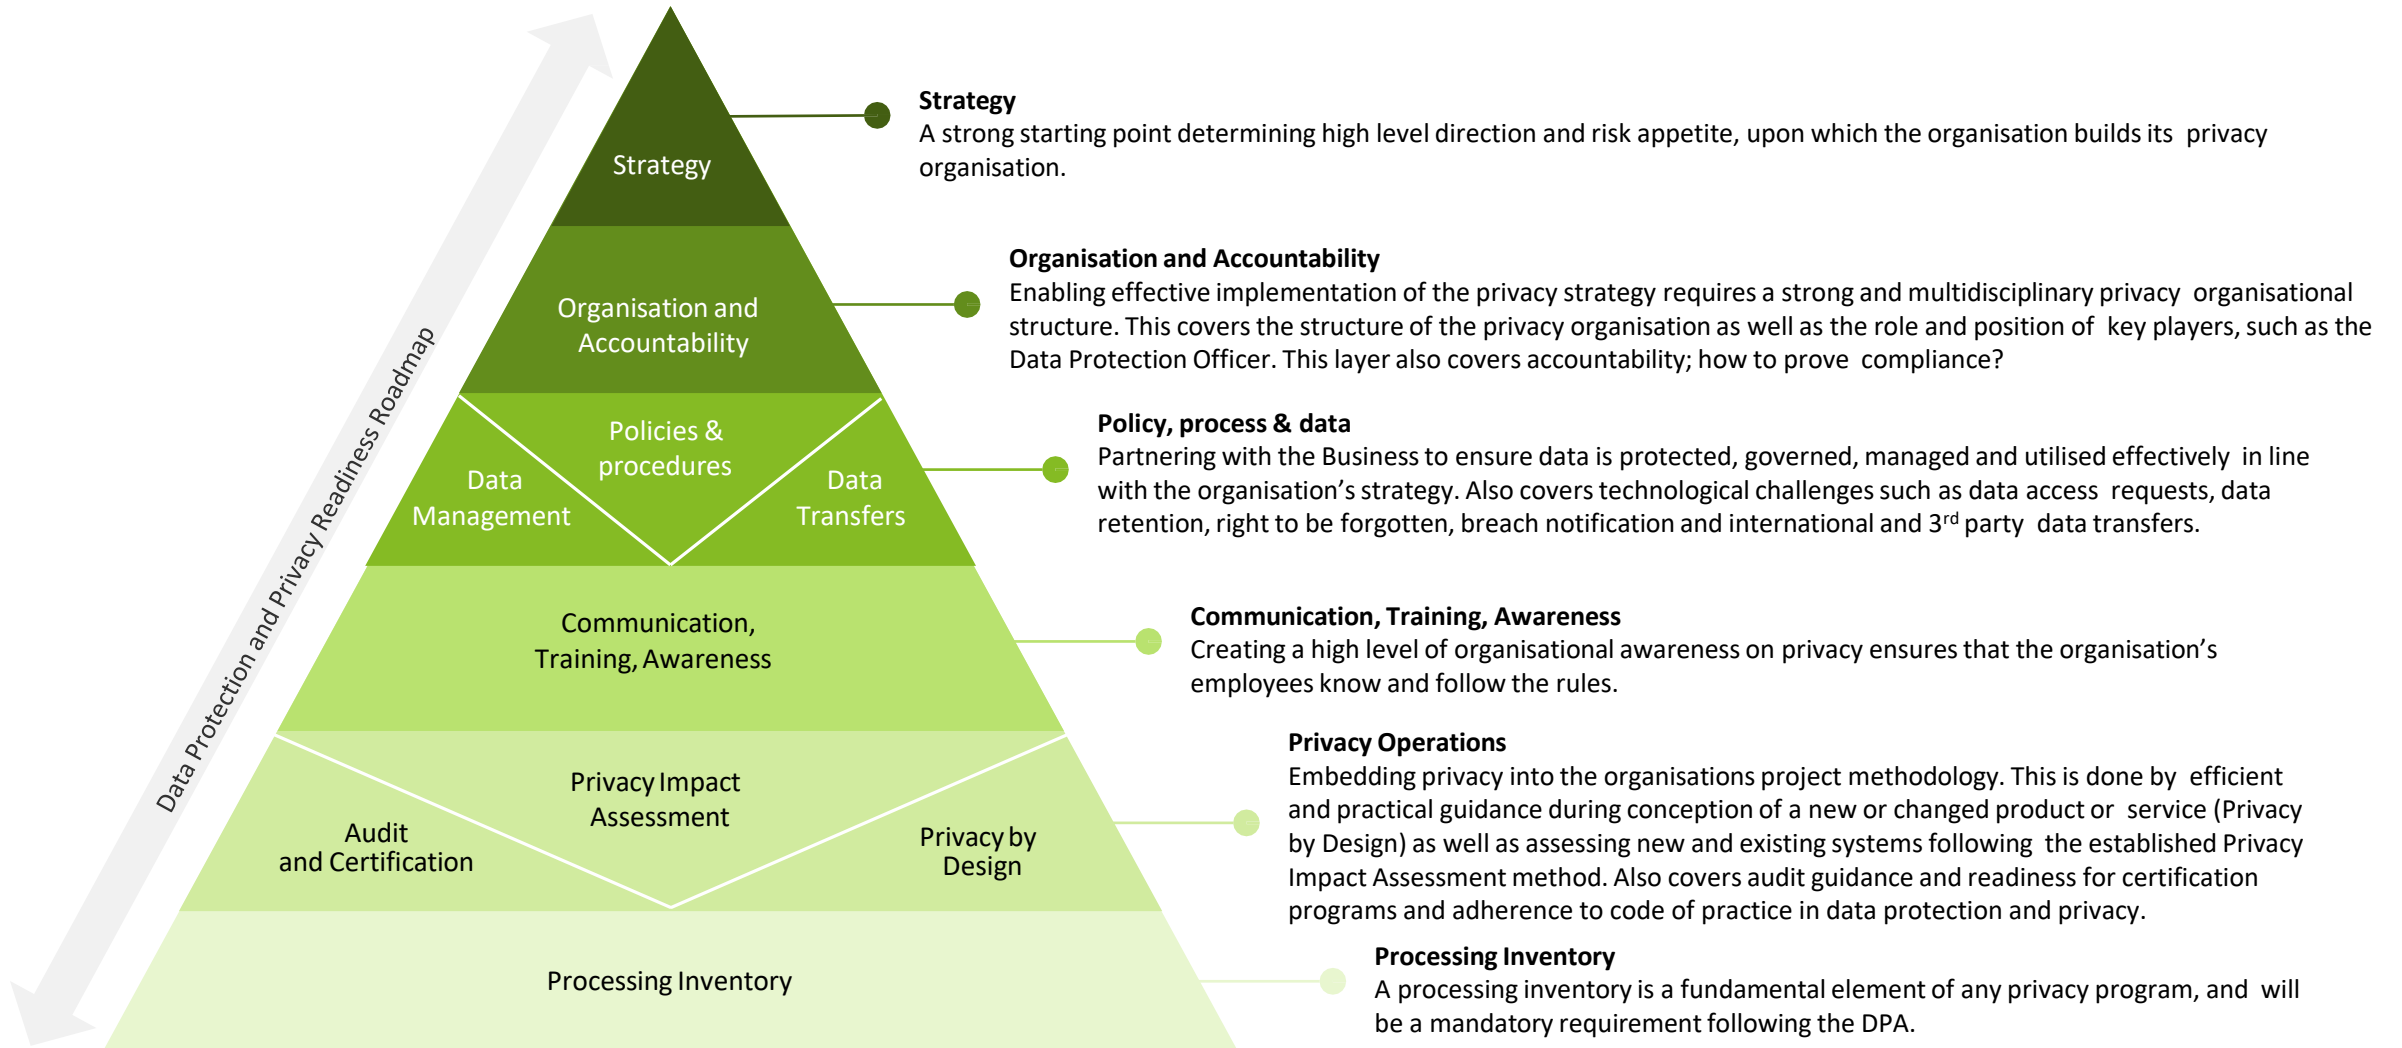 Data Protection and Privacy Readiness Roadmap
Strategy
Organisation and
Accountability
Policies &
procedures
Data
Management
Data
Transfers
Communication,
Training, Awareness
Privacy Impact
Assessment
Audit
and Certification
Privacy by
Design
Processing Inventory
Strategy
A strong starting point determining high level direction and risk appetite, upon which the organisation builds its privacy
organisation.
Organisation and Accountability
Enabling effective implementation of the privacy strategy requires a strong and multidisciplinary privacy organisational
structure. This covers the structure of the privacy organisation as well as the role and position of key players, such as the
Data Protection Officer. This layer also covers accountability; how to prove compliance?
Policy, process & data
Partnering with the Business to ensure data is protected, governed, managed and utilised effectively in line
with the organisation’s strategy. Also covers technological challenges such as data access requests, data
retention, right to be forgotten, breach notification and international and 3rd party data transfers.
Communication, Training, Awareness
Creating a high level of organisational awareness on privacy ensures that the organisation’s
employees know and follow the rules.
Privacy Operations
Embedding privacy into the organisations project methodology. This is done by efficient
and practical guidance during conception of a new or changed product or service (Privacy
by Design) as well as assessing new and existing systems following the established Privacy
Impact Assessment method. Also covers audit guidance and readiness for certification
programs and adherence to code of practice in data protection and privacy.
Processing Inventory
A processing inventory is a fundamental element of any privacy program, and will
be a mandatory requirement following the DPA.